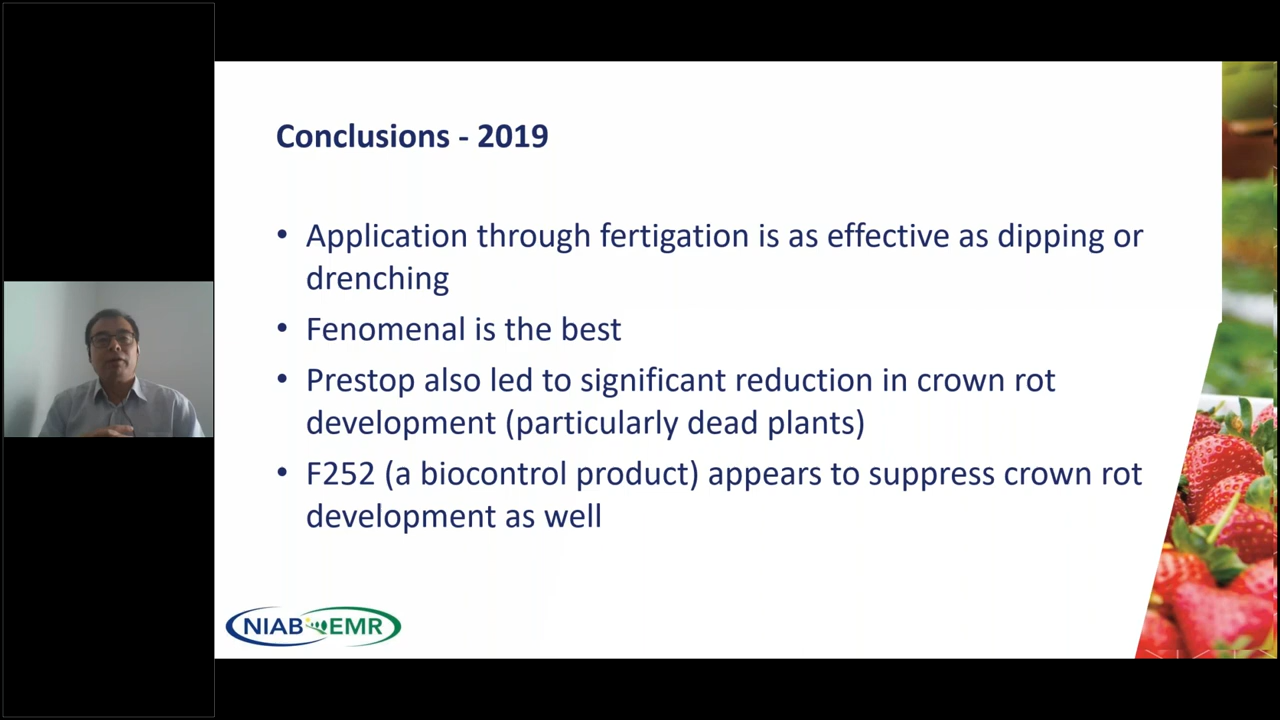 Conclusions - 2019
• Application through fertigation is as effective as dipping or
drenching
• Fenomenal is the best
• Prestop also led to significant reduction in crown rot
development (particularly dead plants)
• F252 (a biocontrol product) appears to suppress crown rot
development as well
NIAB EMR